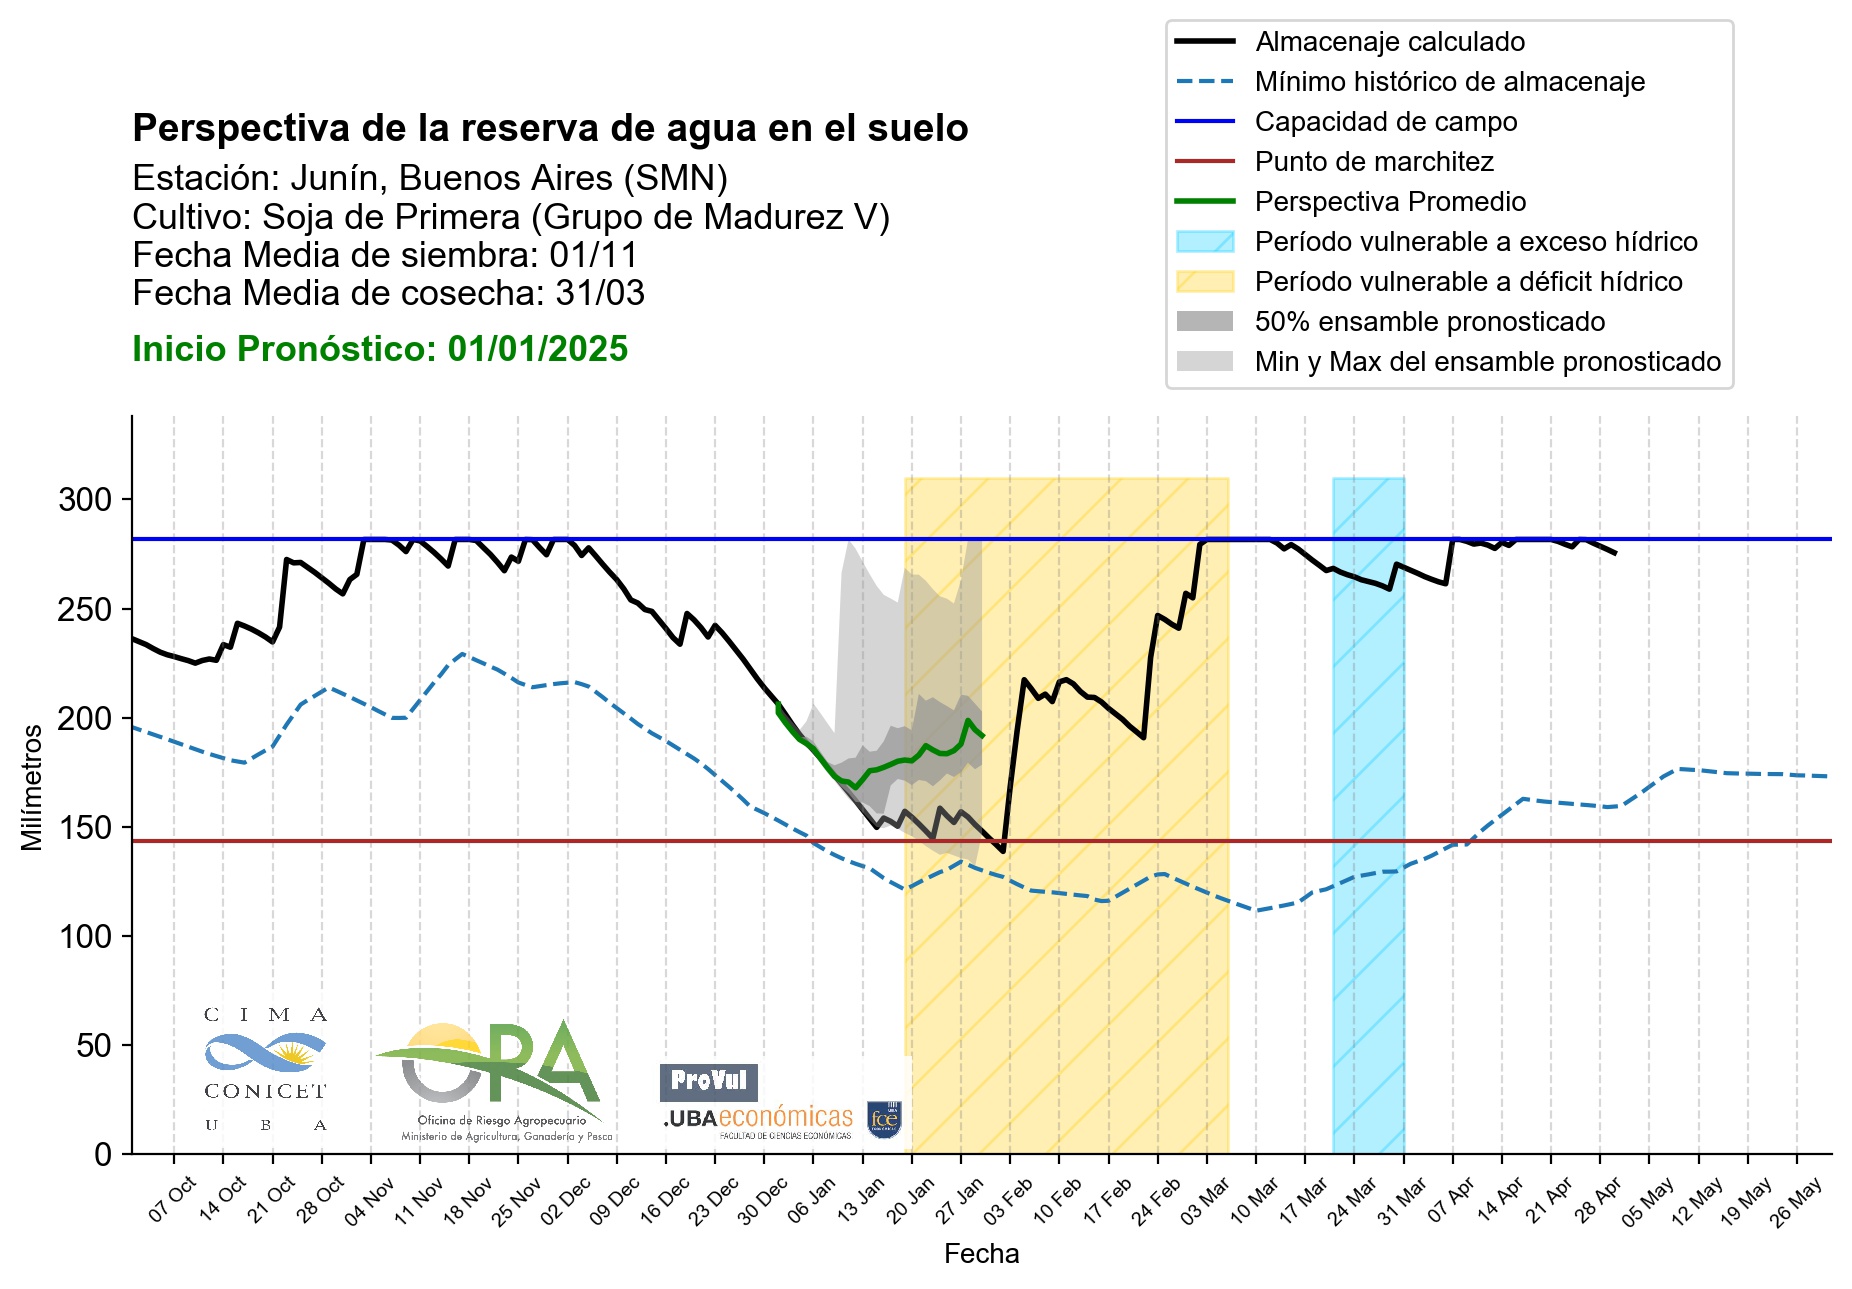 Almacenaje calculado
Mínimo histórico de almacenaje
Capacidad de campo
Punto de marchitez
Perspectiva Promedio
Período vulnerable a exceso hídrico
Período vulnerable a déficit hídrico
50% ensamble pronosticado
Min y Max del ensamble pronosticado
Perspectiva de la reserva de agua en el suelo
Estación: Junín, Buenos Aires (SMN)
Cultivo: Soja de Primera (Grupo de Madurez V)
Fecha Media de siembra: 01/11
Fecha Media de cosecha: 31/03
Inicio Pronóstico: 01/01/2025
300
250
200
150
100
50
0
Milímetros
CIMA
CONICET
UBA
ORA
Oficina de Riesgo Agropecuario
Ministerio de Agricultura, Ganadería y Pesca
ProVul
.UBAeconómicas
FACULTAD DE CIENCIAS ECONÓMICAS
fce
07 Oct
14 Oct
21 Oct
28 Oct
04 Nov
11 Nov
18 Nov
25 Nov
02 Dec
09 Dec
16 Dec
23 Dec
30 Dec
06 Jan
13 Jan
20 Jan
27 Jan
03 Feb
10 Feb
17 Feb
24 Feb
03 Mar
10 Mar
17 Mar
24 Mar
31 Mar
07 Apr
14 Apr
21 Apr
28 Apr
05 May
12 May
19 May
26 May
Fecha